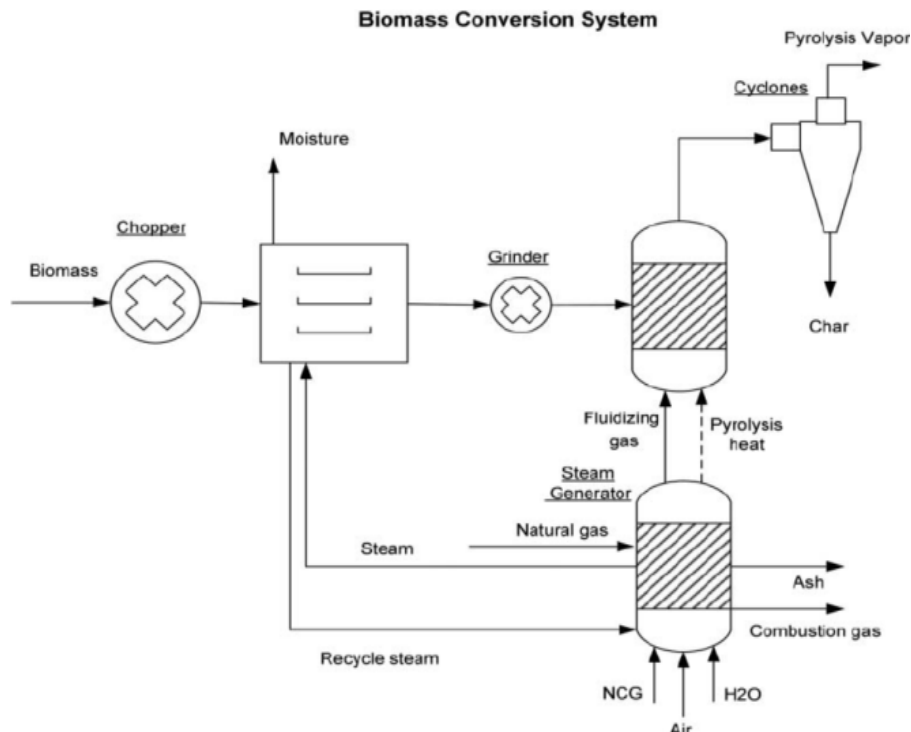 Biomass Conversion System
Pyrolysis Vapor
Cyclones
Moisture
Chopper
Biomass
Grinder
Char
Fluidizing
gas
Pyrolysis
heat
Steam
Generator
Natural gas
Steam
Ash
Combustion gas
Recycle steam
NCG
H2O
Air